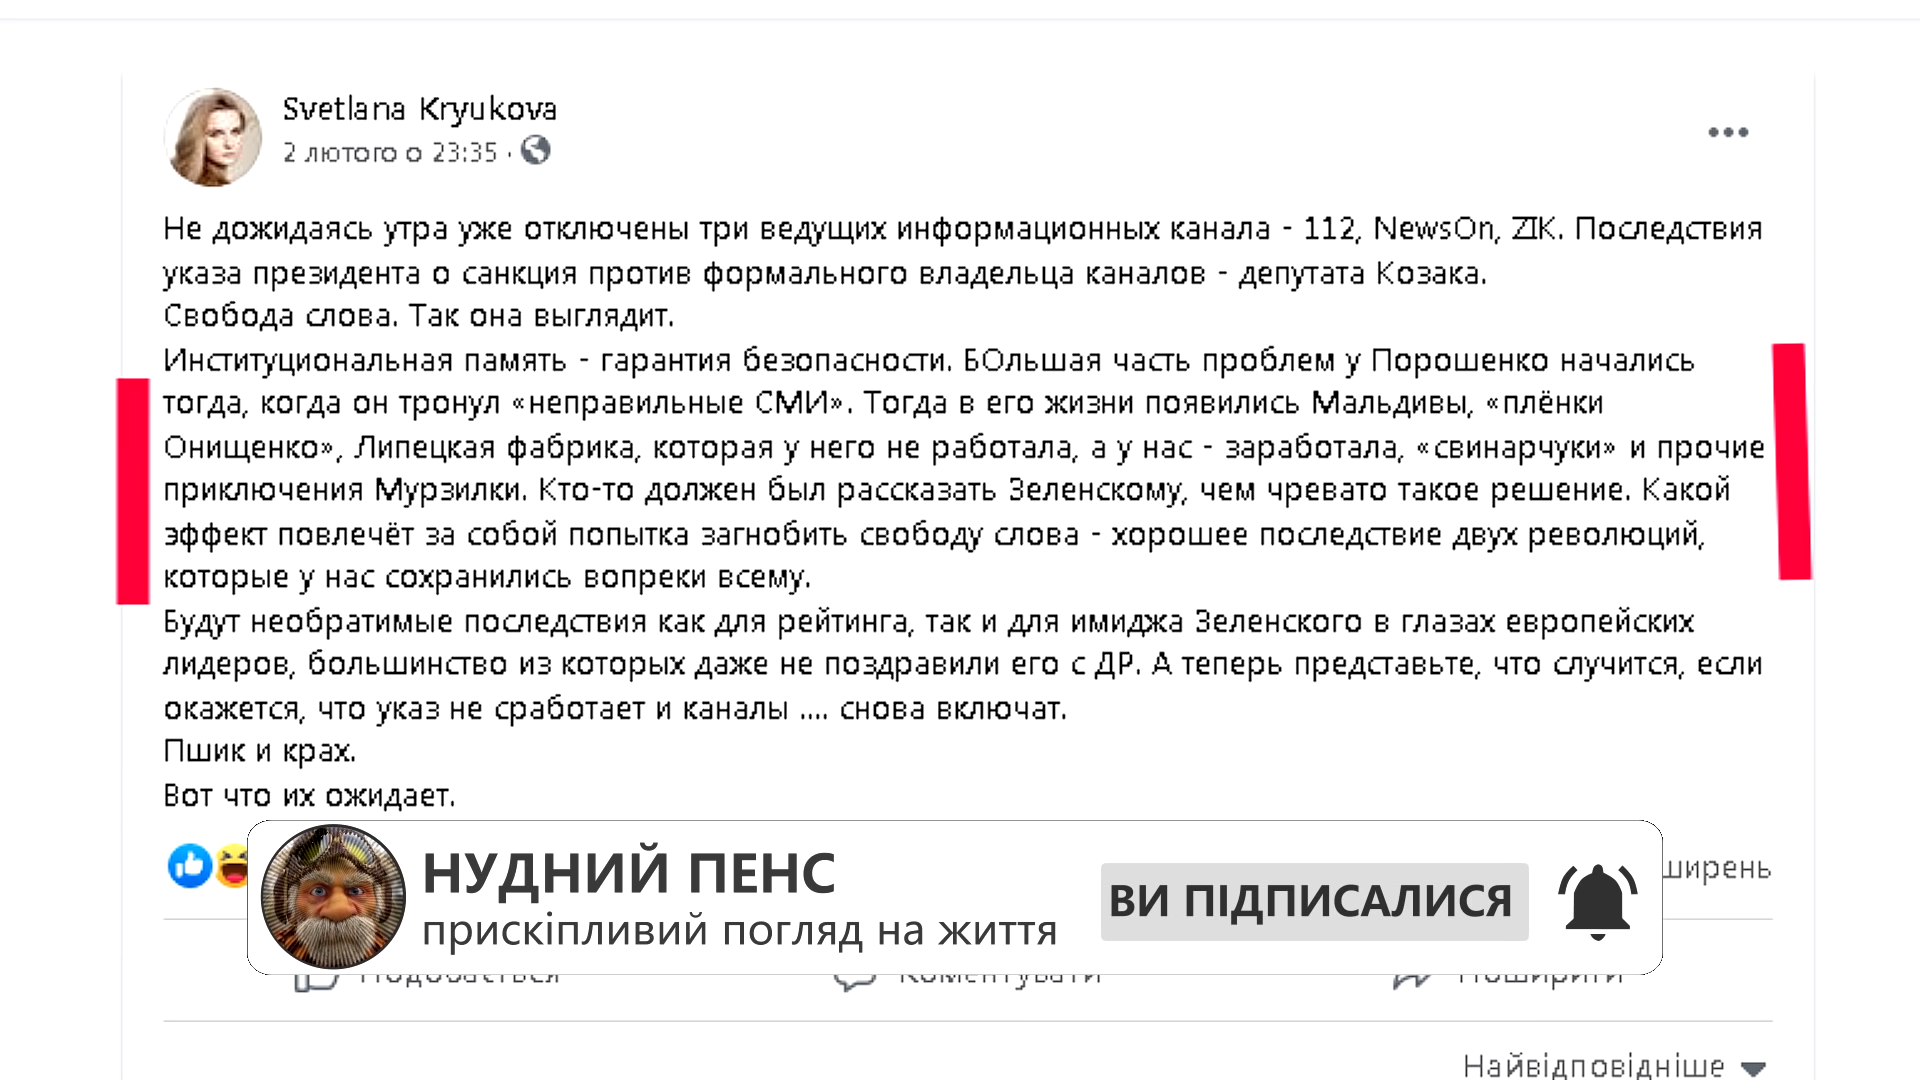 Svetlana Kryukova
2 лютого о 23:35 ·
Не дожидаясь утра уже отключены три ведущих информационных канала - 112, NewsOn, ZIK. Последствия
указа президента о санкция против формального владельца каналов - депутата Козака.
Свобода слова. Так она выглядит.
Институциональная память - гарантия безопасности. БОльшая часть проблем у Порошенко начались
тогда, когда он тронул «неправильные СМИ». Тогда в его жизни появились Мальдивы, «плёнки
Онищенко», Липецкая фабрика, которая у него не работала, а у нас - заработала, «свинарчуки» и прочие
приключения Мурзилки. Кто-то должен был рассказать Зеленскому, чем чревато такое решение. Какой
эффект повлечёт за собой попытка загнобить свободу слова - хорошее последствие двух революций,
которые у нас сохранились вопреки всему.
Будут необратимые последствия как для рейтинга, так и для имиджа Зеленского в глазах европейских
лидеров, большинство из которых даже не поздравили его с ДР. А теперь представьте, что случится, если
окажется, что указ не сработает и каналы .... снова включат.
Пшик и крах.
Вот что их ожидает.
НУДНИЙ ПЕНС
прискіпливий погляд на життя
ВИ ПІДПИСАЛИСЯ
ширень
Подобається
Коментувати
Поширити
Найвідповідніше